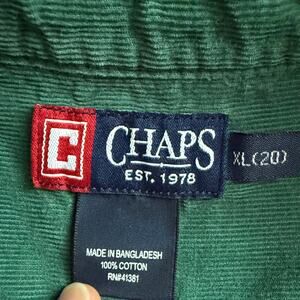 C CHAPS
EST. 1978
XL(20)
MADE IN BANGLADESH
100% COTTON
RN#41381